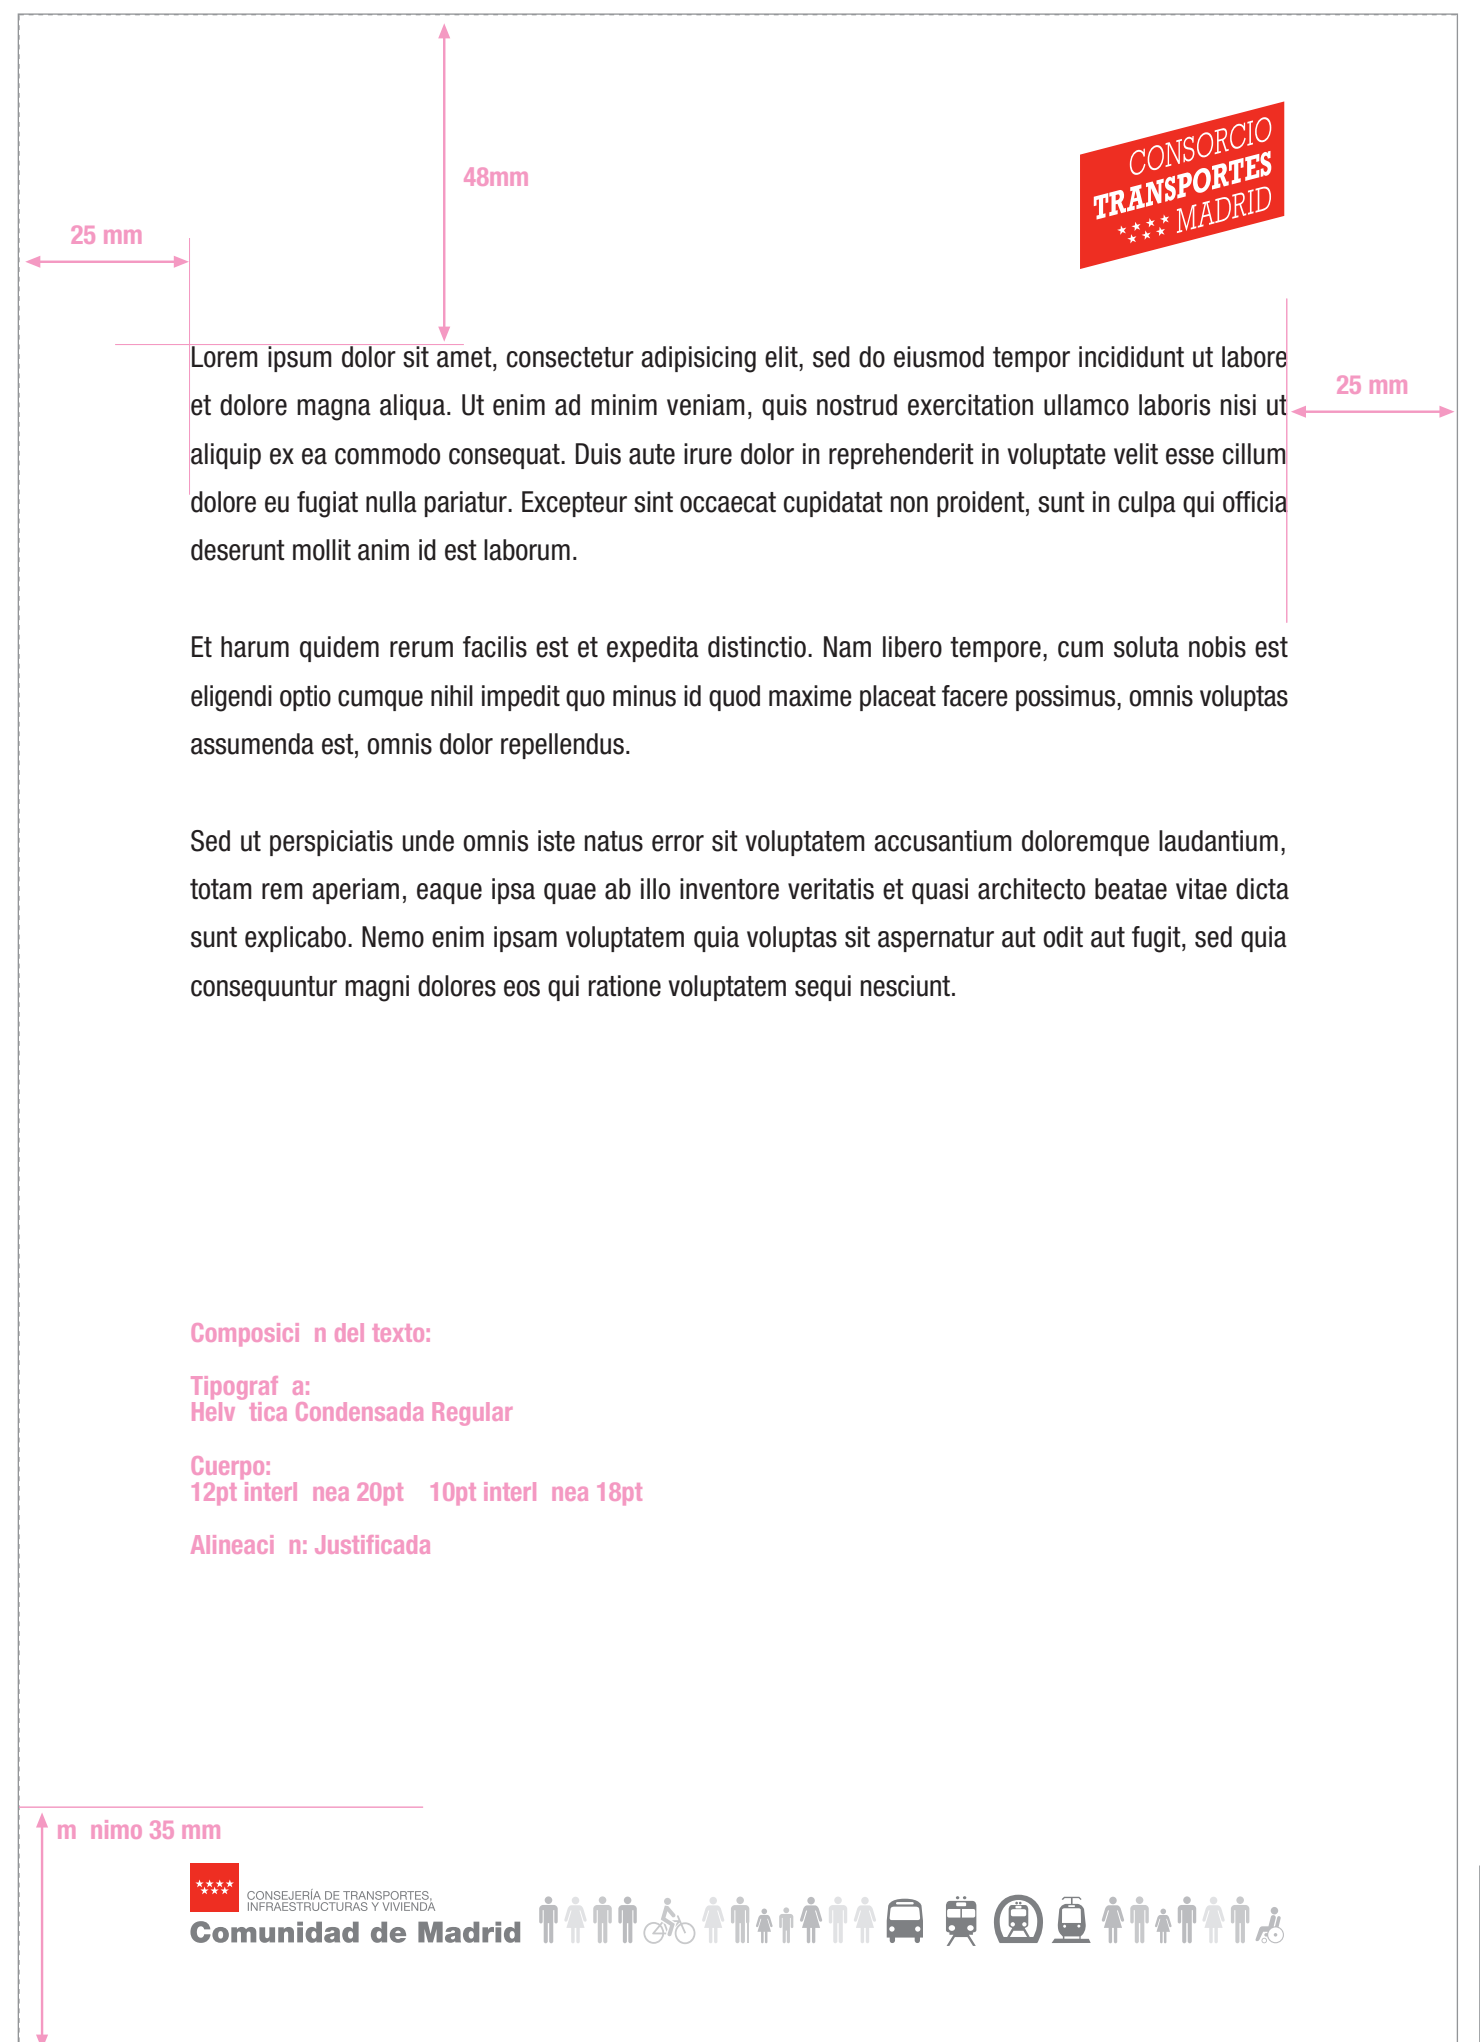 48mm
CONSORCIO
TRANSPORTES
MADRID
25 mm
Lorem ipsum dolor sit amet, consectetur adipisicing elit, sed do eiusmod tempor incididunt ut labore
25 mm
et dolore magna aliqua. Ut enim ad minim veniam, quis nostrud exercitation ullamco laboris nisi ut
aliquip ex ea commodo consequat. Duis aute irure dolor in reprehenderit in voluptate velit esse cillum
dolore eu fugiat nulla pariatur. Excepteur sint occaecat cupidatat non proident, sunt in culpa qui officia
deserunt mollit anim id est laborum.
Et harum quidem rerum facilis est et expedita distinctio. Nam libero tempore, cum soluta nobis est
eligendi optio cumque nihil impedit quo minus id quod maxime placeat facere possimus, omnis voluptas
assumenda est, omnis dolor repellendus.
Sed ut perspiciatis unde omnis iste natus error sit voluptatem accusantium doloremque laudantium,
totam rem aperiam, eaque ipsa quae ab illo inventore veritatis et quasi architecto beatae vitae dicta
sunt explicabo. Nemo enim ipsam voluptatem quia voluptas sit aspernatur aut odit aut fugit, sed quia
consequuntur magni dolores eos qui ratione voluptatem sequi nesciunt.
Composici n del texto:
Tipograf a:
Helv tica Condensada Regular
Cuerpo:
12pt interl nea 20pt 10pt interl nea 18pt
Alineaci n: Justificada
m nimo 35 mm
CONSEJERÍA DE TRANSPORTES,
INFRAESTRUCTURAS Y VIVIENDA
Comunidad de Madrid